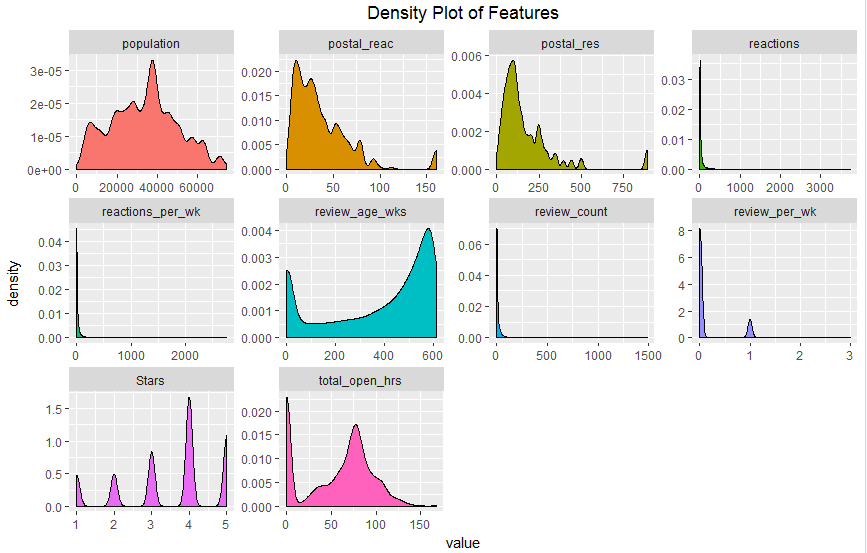 Density Plot of Features
population postal_reac postal_res reactions
3e-05 0.020 0.006 0.03
2e-05 0.015 0.004 0.02
1e-05 0.010 0.002 0.01
0e+00 0.005 0.000 0.00
0.000
0 20000 40000 60000 0 50 100 150 0 250 500 750 0 1000 2000 3000
reactions_per_wk review_age_wks review_count review_per_wk
0.04 0.004 0.06 8
0.03 0.003 0.04 6
0.02 0.002 0.02 4
0.01 0.001 0.00 2
0.00 0.000 0
0 1000 2000 0 200 400 600 0 500 1000 1500 0 1 2 3
density
Stars total_open_hrs
1.5 0.020
1.0 0.015
0.5 0.010
0.0 0.005
0.000
1 2 3 4 5 0 50 100 150
value